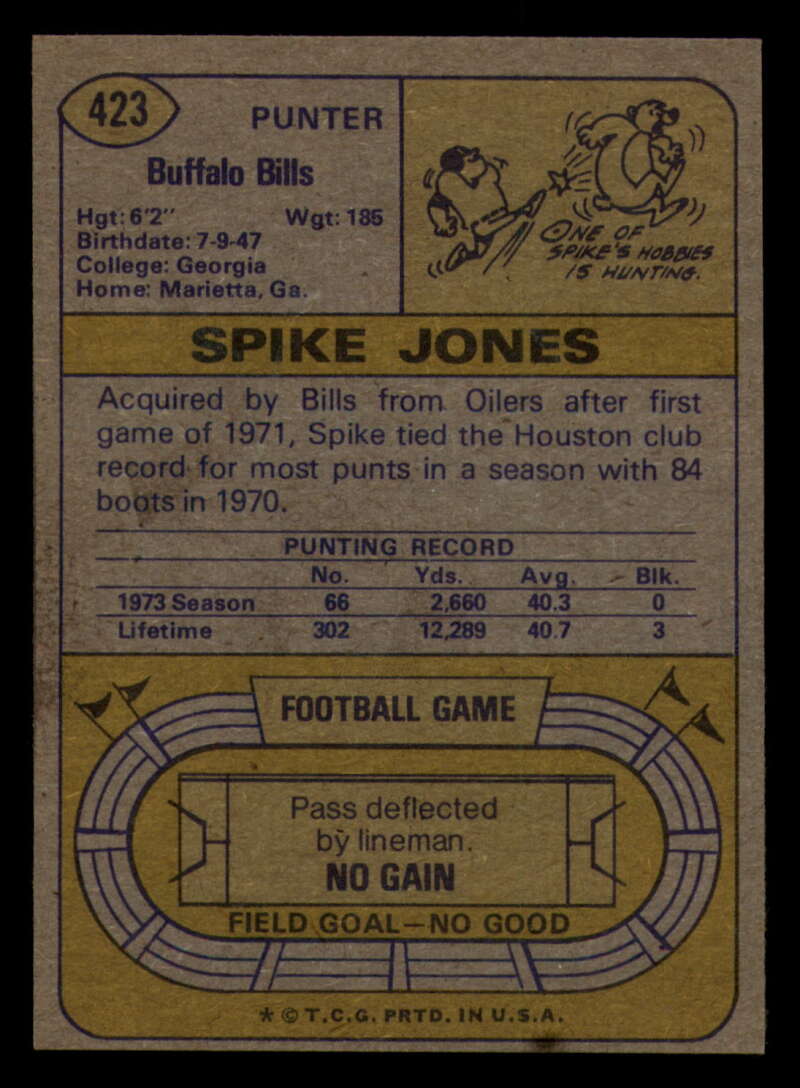 423
PUNTER
Buffalo Bills
Hgt: 6'2" Wgt: 185
Birthdate: 7-9-47
College: Georgia
Home: Marietta, Ga.
ONE OF
SPIKE'S HOBBIES
IS HUNTING.
SPIKE JONES
Acquired by Bills from Oilers after first
game of 1971, Spike tied the Houston club
record for most punts in a season with 84
boots in 1970.
PUNTING RECORD
No. Yds. Avg. Blk.
1973 Season 66 2,660 40.3 0
Lifetime 302 12,289 40.7 3
FOOTBALL GAME
Pass deflected
by lineman.
NO GAIN
FIELD GOAL—NO GOOD
* © T.C.G. PRTD. IN U.S.A.